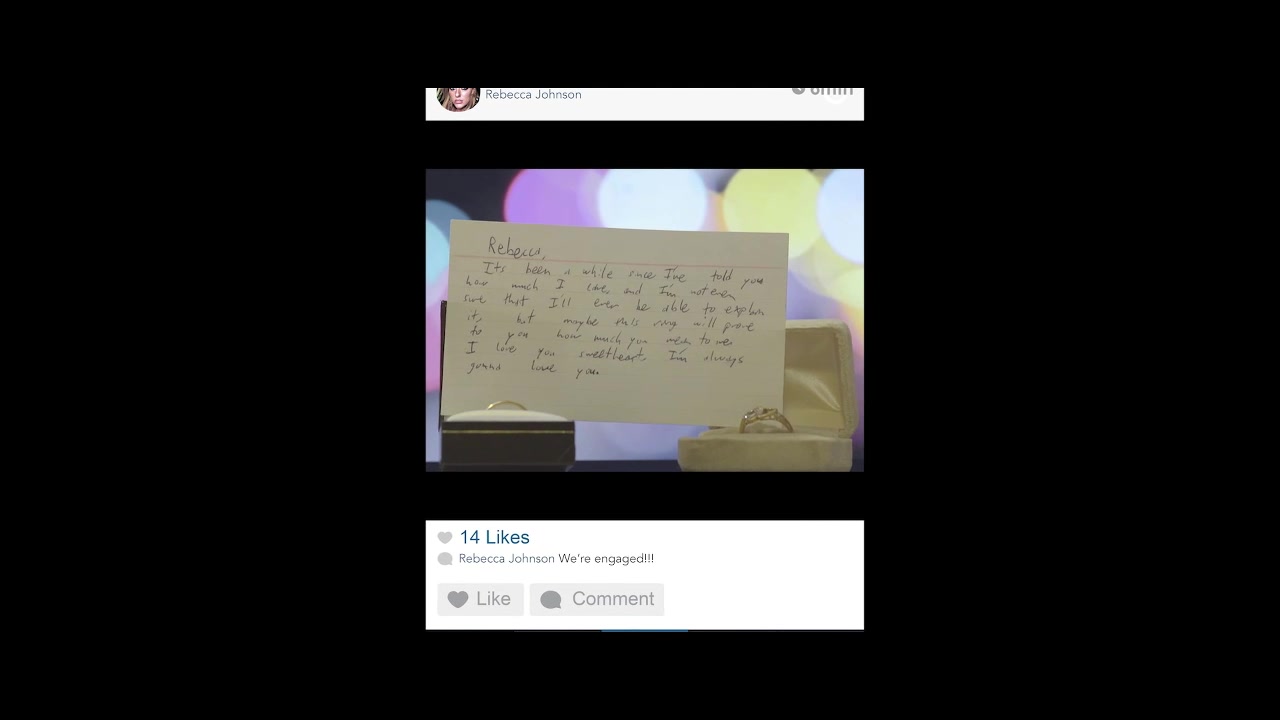 Rebecca Johnson
6min
Rebecca,
Its been a while since I've told you
how much I love, and I'm not even
sure that I'll ever be able to explain
it, but maybe this ring will prove
to you how much you mean to me
I love you sweetheart. I'm always
gonna love you.
14 Likes
Rebecca Johnson We're engaged!!!
Like
Comment